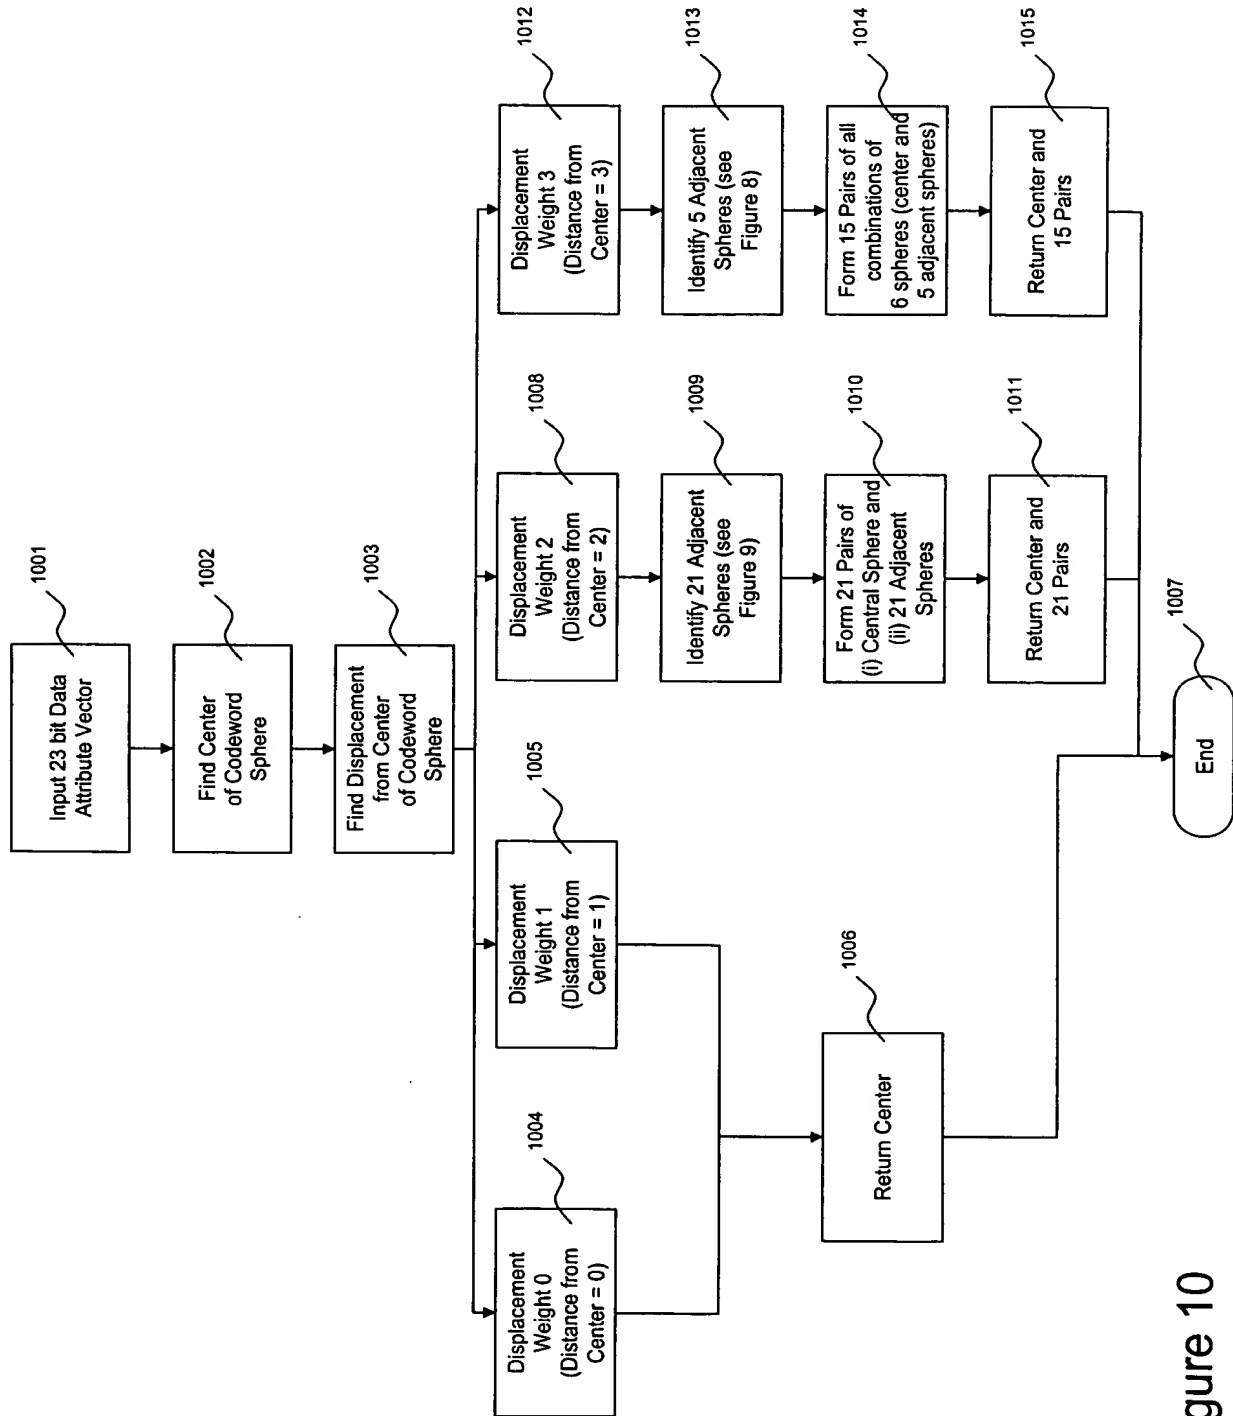 1001
Input 23 bit Data
Attribute Vector
1002
Find Center
of Codeword
Sphere
1003
Find Displacement
from Center
of Codeword
Sphere
1004
Displacement
Weight 0
(Distance from
Center = 0)
1005
Displacement
Weight 1
(Distance from
Center = 1)
1008
Displacement
Weight 2
(Distance from
Center = 2)
1012
Displacement
Weight 3
(Distance from
Center = 3)
1009
Identify 21 Adjacent
Spheres (see
Figure 9)
1013
Identify 5 Adjacent
Spheres (see
Figure 8)
1006
Return Center
1010
Form 21 Pairs of
(i) Central Sphere and
(ii) 21 Adjacent
Spheres
1014
Form 15 Pairs of all
combinations of
6 spheres (center and
5 adjacent spheres)
1011
Return Center and
21 Pairs
1015
Return Center and
15 Pairs
1007
End
gure 10